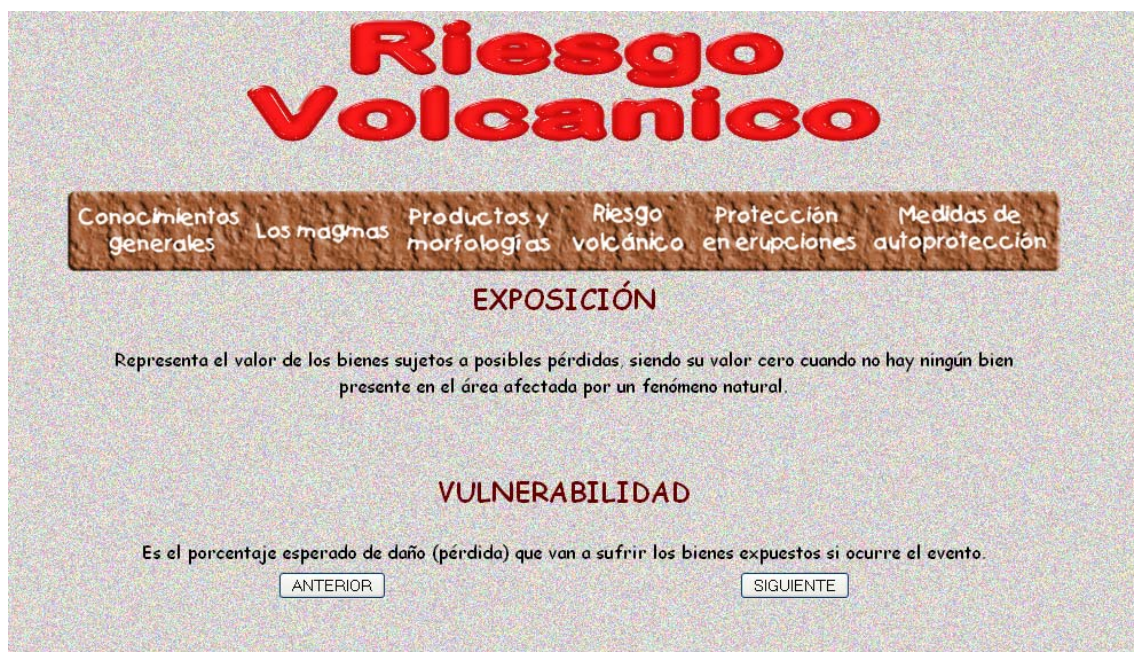 Riesgo
Volcanico
Conocimientos generales
Los magmas
Productos y morfologías
Riesgo volcánico
Protección en erupciones
Medidas de autoprotección
EXPOSICIÓN
Representa el valor de los bienes sujetos a posibles pérdidas, siendo su valor cero cuando no hay ningún bien
presente en el área afectada por un fenómeno natural.
VULNERABILIDAD
Es el porcentaje esperado de daño (pérdida) que van a sufrir los bienes expuestos si ocurre el evento.
ANTERIOR
SIGUIENTE